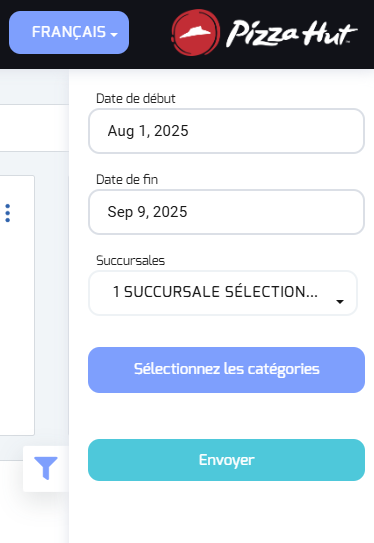 FRANÇAIS
Pizza Hut
Date de début
Aug 1, 2025
Date de fin
Sep 9, 2025
Succursales
1 SUCCURSALE SÉLECTION...
Sélectionnez les catégories
Envoyer